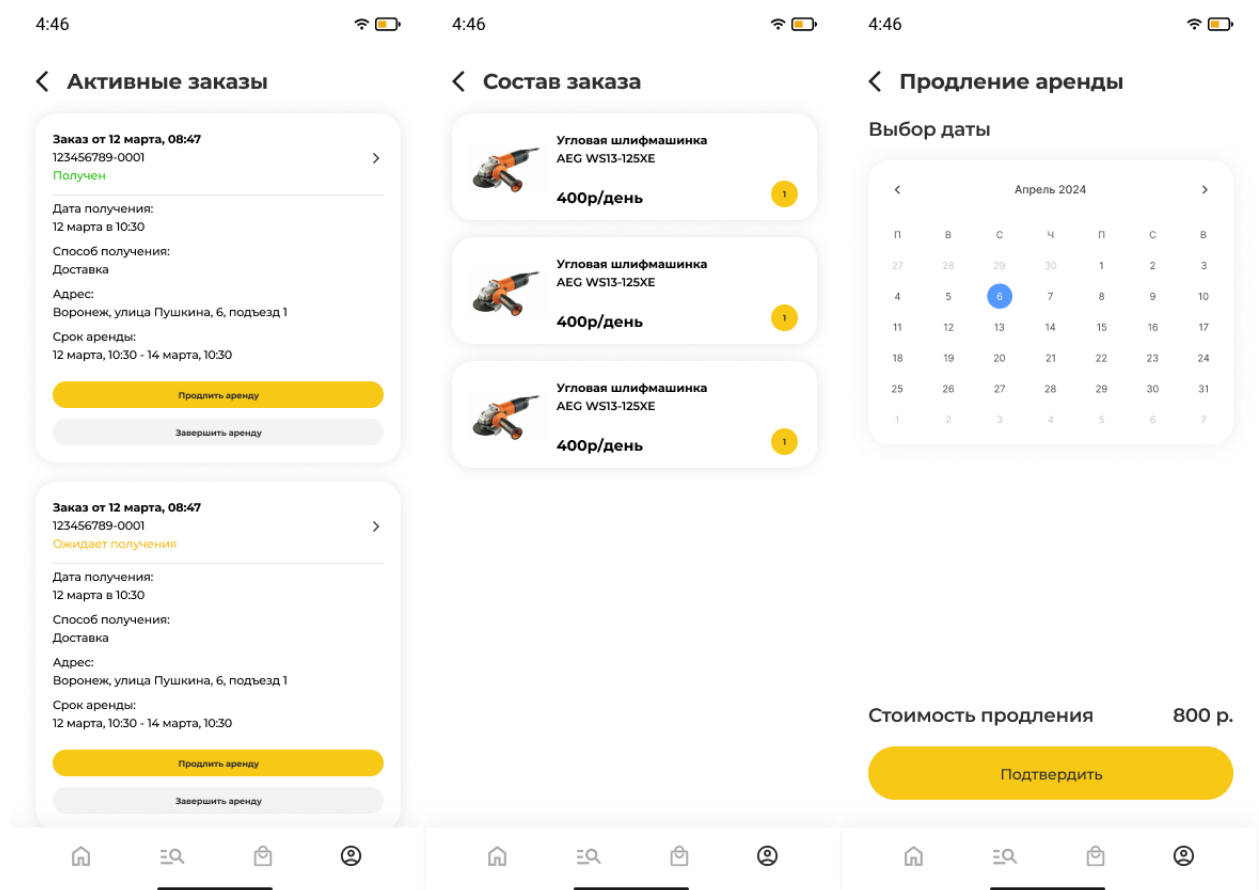 4:46
Активные заказы
Заказ от 12 марта, 08:47
123456789-0001
Получен
Дата получения:
12 марта в 10:30
Способ получения:
Доставка
Адрес:
Воронеж, улица Пушкина, 6, подъезд 1
Срок аренды:
12 марта, 10:30 - 14 марта, 10:30
Продлить аренду
Завершить аренду
Заказ от 12 марта, 08:47
123456789-0001
Ожидает получения
Дата получения:
12 марта в 10:30
Способ получения:
Доставка
Адрес:
Воронеж, улица Пушкина, 6, подъезд 1
Срок аренды:
12 марта, 10:30 - 14 марта, 10:30
Продлить аренду
Завершить аренду
4:46
Состав заказа
Угловая шлифмашинка
AEG WS13-125XE
400р/день
1
Угловая шлифмашинка
AEG WS13-125XE
400р/день
1
Угловая шлифмашинка
AEG WS13-125XE
400р/день
1
4:46
Продление аренды
Выбор даты
Апрель 2024
П В С Ч П С В
27 28 29 30 1 2 3
4 5 6 7 8 9 10
11 12 13 14 15 16 17
18 19 20 21 22 23 24
25 26 27 28 29 30 31
1 2 3 4 5 6 7
Стоимость продления 800 р.
Подтвердить